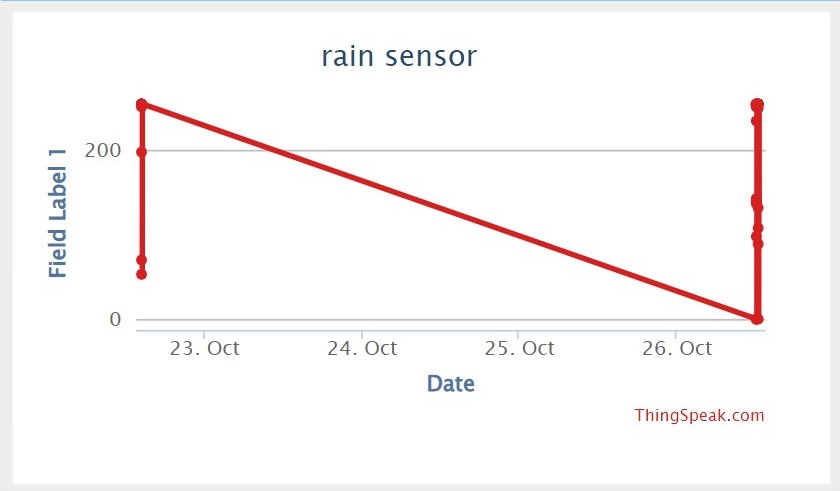 rain sensor
Field Label 1
200
0
23. Oct
24. Oct
25. Oct
26. Oct
Date
ThingSpeak.com